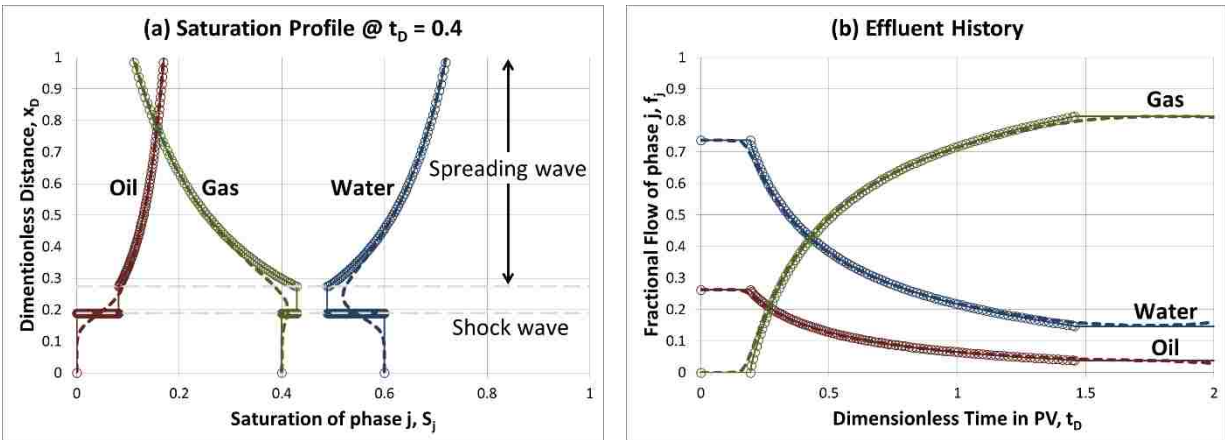 (a) Saturation Profile @ tD = 0.4
Dimentionless Distance, xD
1
0.9
0.8
0.7
0.6
0.5
0.4
0.3
0.2
0.1
0
Oil
Gas
Water
Spreading wave
Shock wave
0
0.2
0.4
0.6
0.8
1
Saturation of phase j, Sj
(b) Effluent History
Fractional Flow of phase j, fj
1
0.9
0.8
0.7
0.6
0.5
0.4
0.3
0.2
0.1
0
Gas
Water
Oil
0
0.5
1
1.5
2
Dimensionless Time in PV, tD